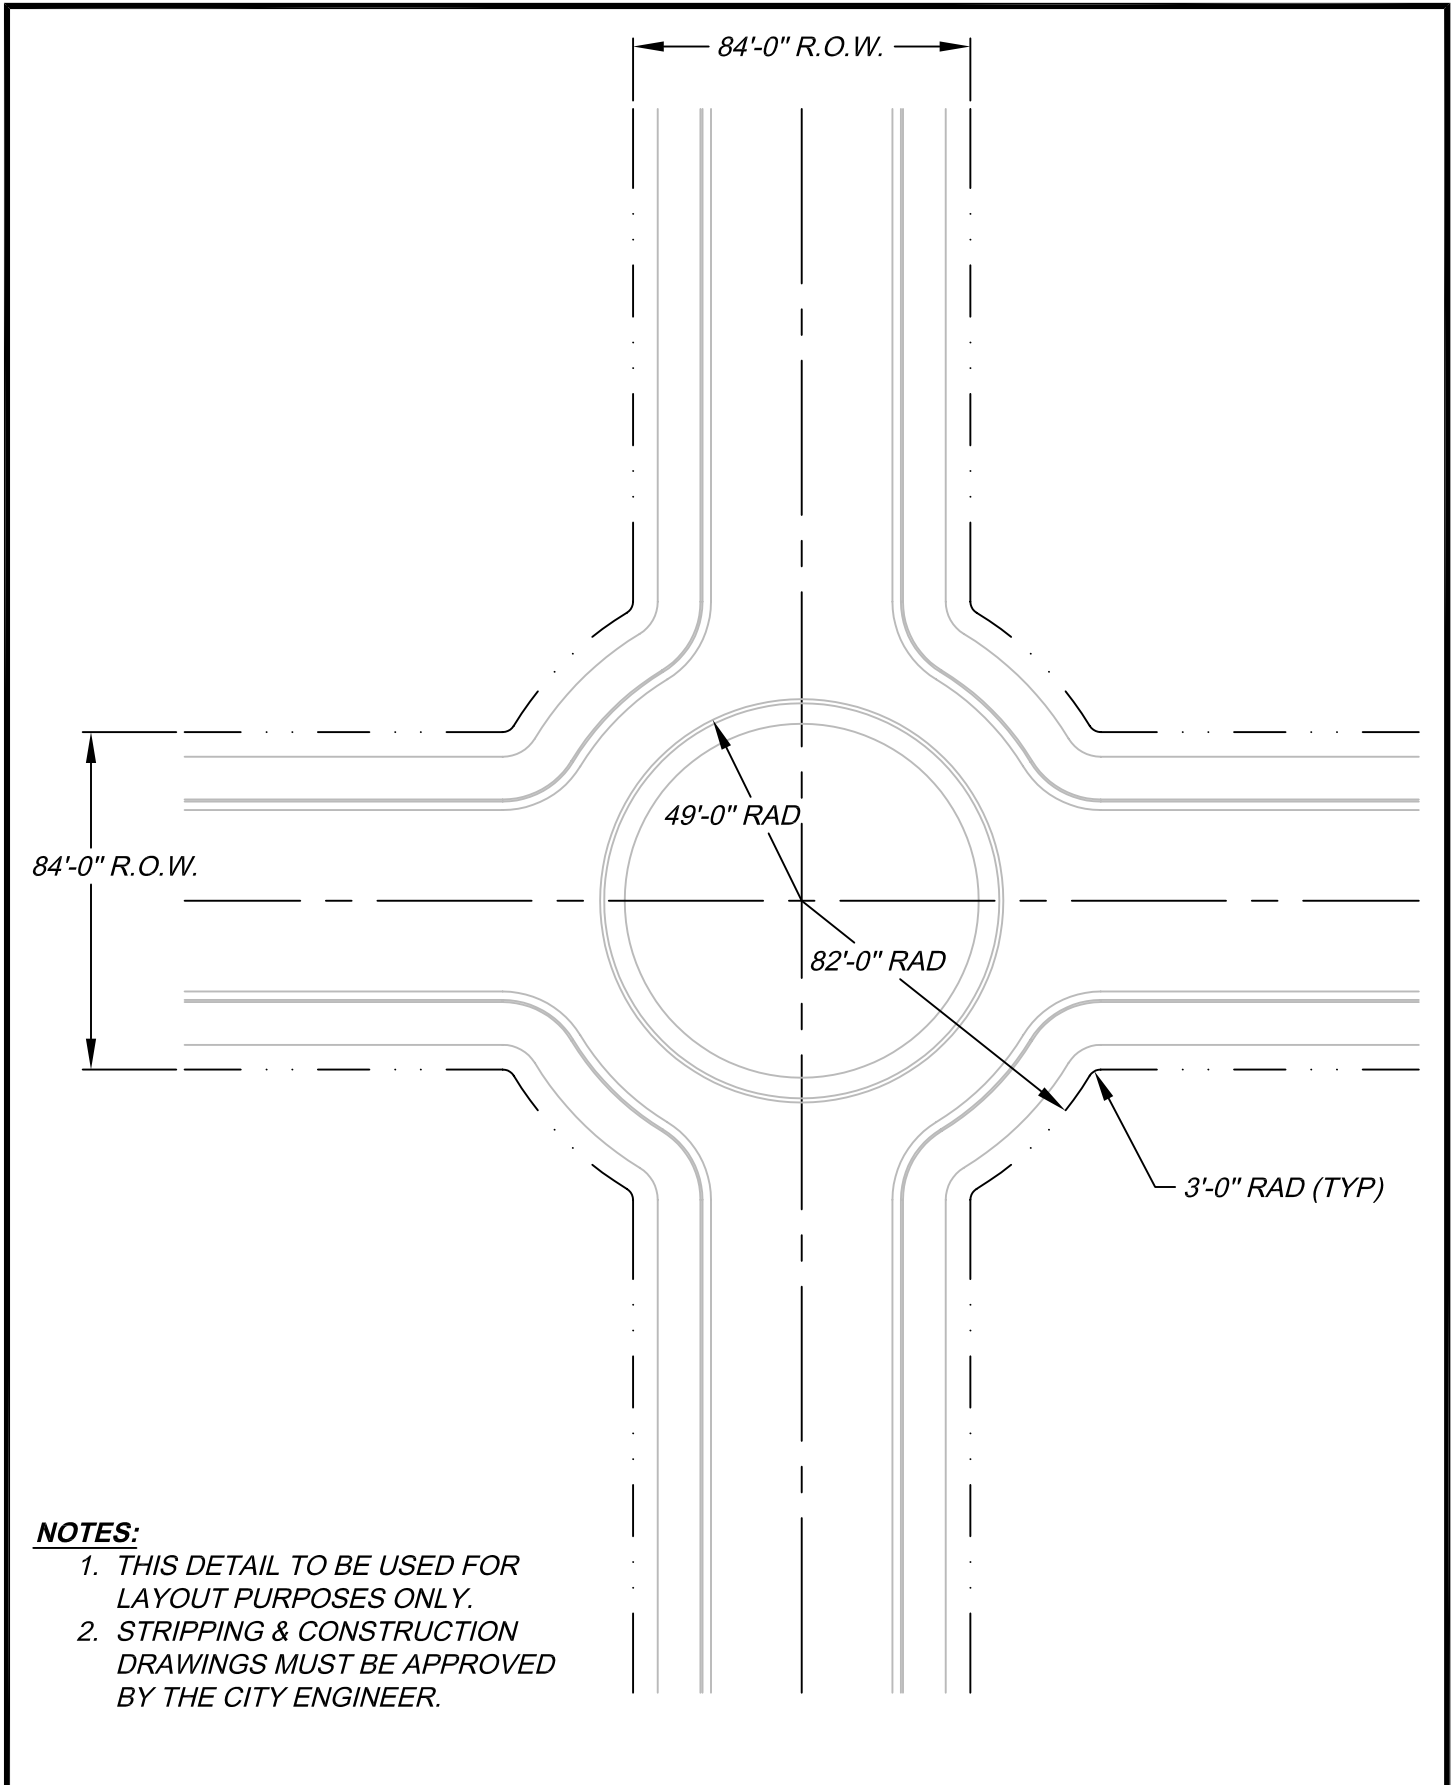 84'-0" R.O.W.
49'-0" RAD
84'-0" R.O.W.
82'-0" RAD
3'-0" RAD (TYP)
NOTES:
1. THIS DETAIL TO BE USED FOR
LAYOUT PURPOSES ONLY.
2. STRIPPING & CONSTRUCTION
DRAWINGS MUST BE APPROVED
BY THE CITY ENGINEER.